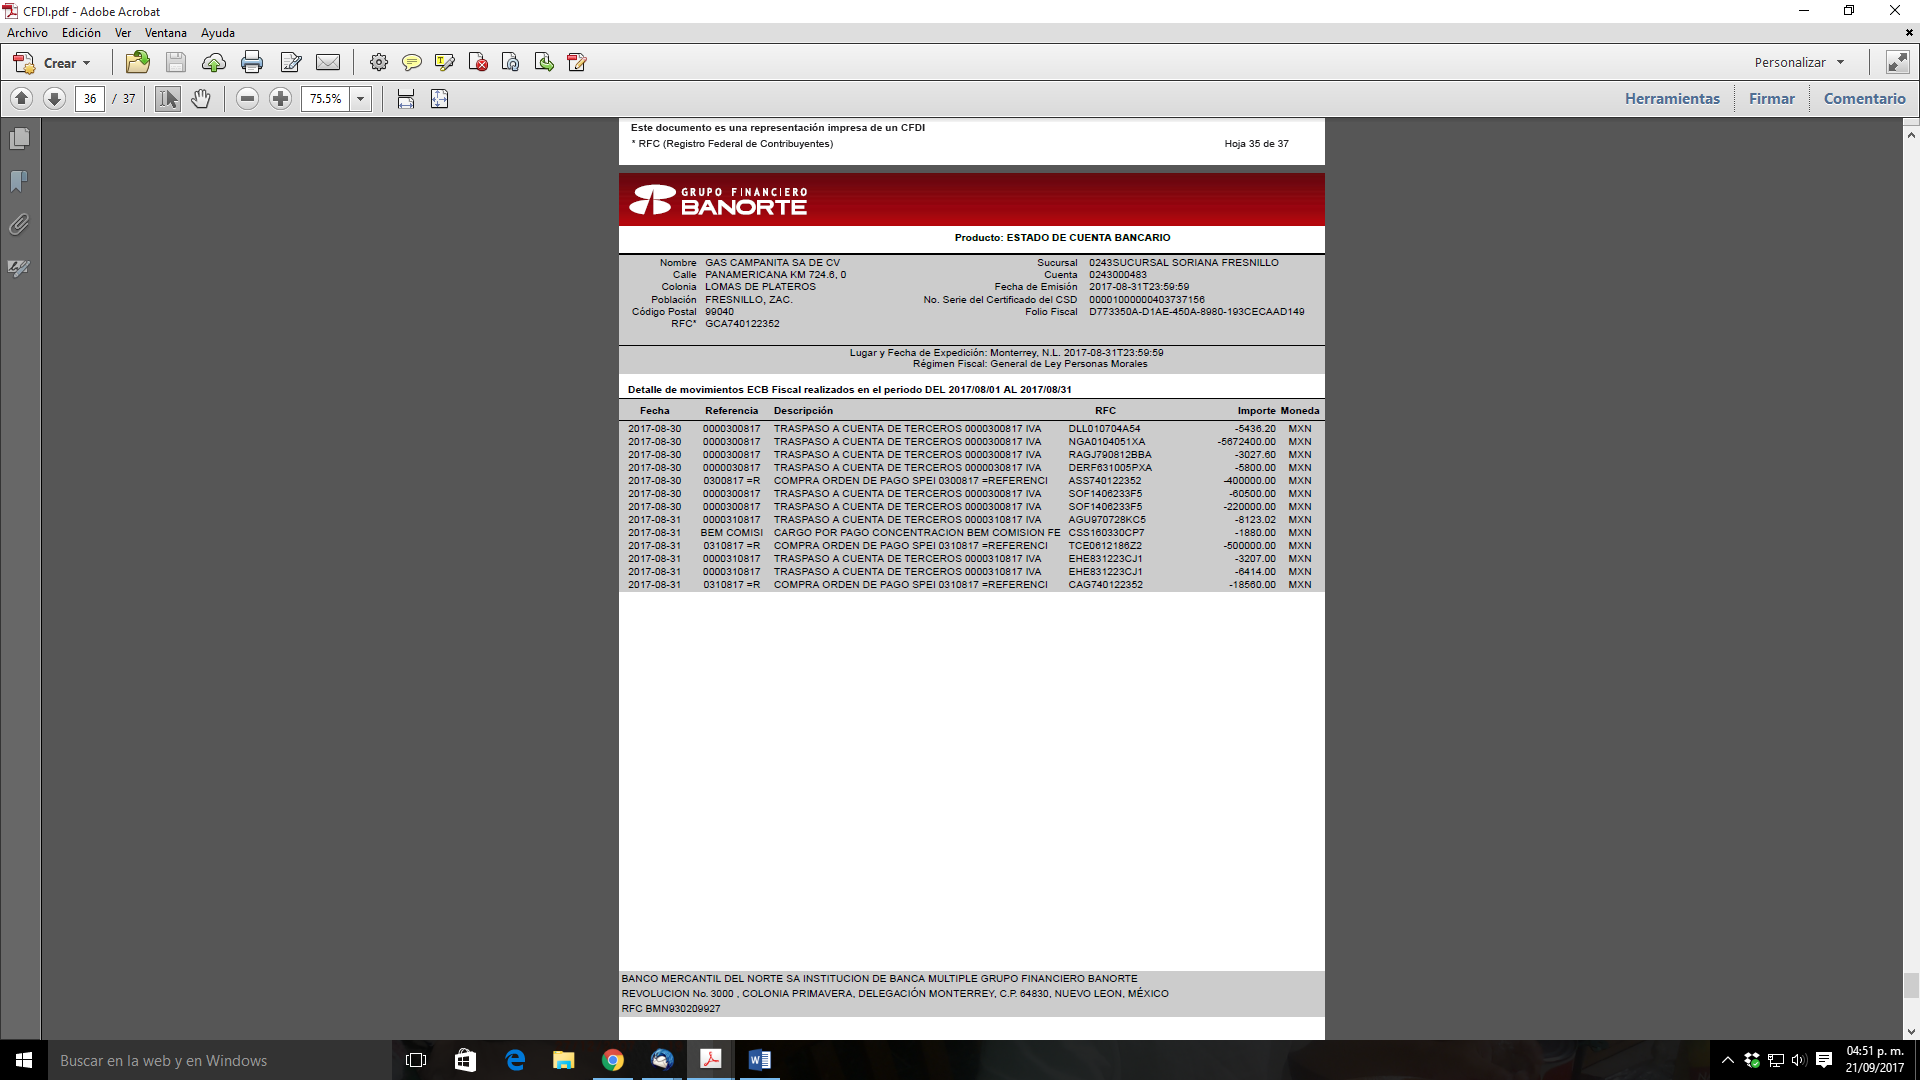 CFDI.pdf - Adobe Acrobat
Archivo Edición Ver Ventana Ayuda
Crear
Personalizar
36 / 37 75.5%
Herramientas Firmar Comentario
Este documento es una representación impresa de un CFDI
* RFC (Registro Federal de Contribuyentes) Hoja 35 de 37
GRUPO FINANCIERO
BANORTE
Producto: ESTADO DE CUENTA BANCARIO
Nombre GAS CAMPANITA SA DE CV Sucursal 0243SUCURSAL SORIANA FRESNILLO
Calle PANAMERICANA KM 724.6, 0 Cuenta 0243000483
Colonia LOMAS DE PLATEROS Fecha de Emisión 2017-08-31T23:59:59
Población FRESNILLO, ZAC. No. Serie del Certificado del CSD 00001000000403737156
Código Postal 99040 Folio Fiscal D773350A-D1AE-450A-8980-193CECAAD149
RFC* GCA740122352
Lugar y Fecha de Expedición: Monterrey, N.L. 2017-08-31T23:59:59
Régimen Fiscal: General de Ley Personas Morales
Detalle de movimientos ECB Fiscal realizados en el periodo DEL 2017/08/01 AL 2017/08/31
Fecha Referencia Descripción RFC Importe Moneda
2017-08-30 0000300817 TRASPASO A CUENTA DE TERCEROS 0000300817 IVA DLL010704A54 -5436.20 MXN
2017-08-30 0000300817 TRASPASO A CUENTA DE TERCEROS 0000300817 IVA NGA0104051XA -5672400.00 MXN
2017-08-30 0000300817 TRASPASO A CUENTA DE TERCEROS 0000300817 IVA RAGJ790812BBA -3027.60 MXN
2017-08-30 0000030817 TRASPASO A CUENTA DE TERCEROS 0000030817 IVA DERF631005PXA -5800.00 MXN
2017-08-30 0300817 =R COMPRA ORDEN DE PAGO SPEI 0300817 =REFERENCI ASS740122352 -400000.00 MXN
2017-08-30 0000300817 TRASPASO A CUENTA DE TERCEROS 0000300817 IVA SOF1406233F5 -60500.00 MXN
2017-08-30 0000300817 TRASPASO A CUENTA DE TERCEROS 0000300817 IVA SOF1406233F5 -220000.00 MXN
2017-08-31 0000310817 TRASPASO A CUENTA DE TERCEROS 0000310817 IVA AGU970728KC5 -8123.02 MXN
2017-08-31 BEM COMISI CARGO POR PAGO CONCENTRACION BEM COMISION FE CSS160330CP7 -1880.00 MXN
2017-08-31 0310817 =R COMPRA ORDEN DE PAGO SPEI 0310817 =REFERENCI TCE0612186Z2 -500000.00 MXN
2017-08-31 0000310817 TRASPASO A CUENTA DE TERCEROS 0000310817 IVA EHE831223CJ1 -3207.00 MXN
2017-08-31 0000310817 TRASPASO A CUENTA DE TERCEROS 0000310817 IVA EHE831223CJ1 -6414.00 MXN
2017-08-31 0310817 =R COMPRA ORDEN DE PAGO SPEI 0310817 =REFERENCI CAG740122352 -18560.00 MXN
BANCO MERCANTIL DEL NORTE SA INSTITUCION DE BANCA MULTIPLE GRUPO FINANCIERO BANORTE
REVOLUCION No. 3000 , COLONIA PRIMAVERA, DELEGACIÓN MONTERREY, C.P. 64830, NUEVO LEON, MÉXICO
RFC BMN930209927
Buscar en la web y en Windows
04:51 p. m.
21/09/2017